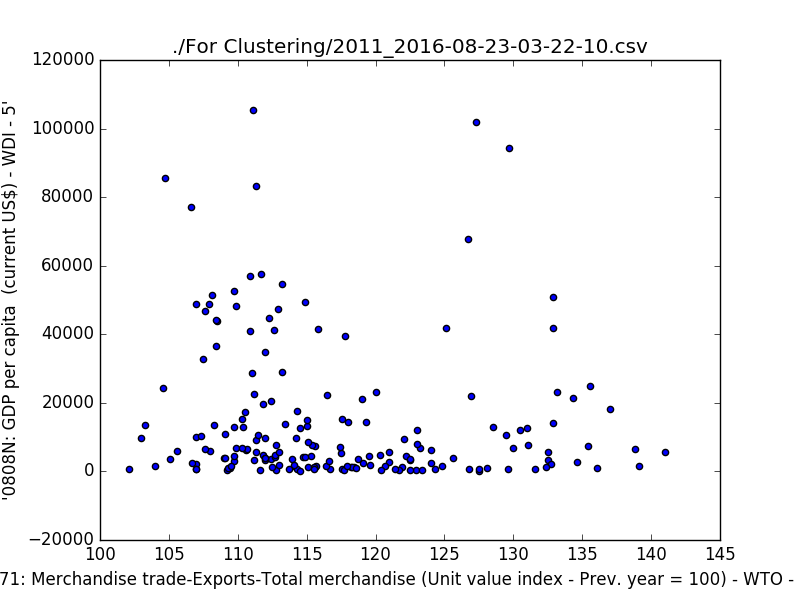 ./For Clustering/2011_2016-08-23-03-22-10.csv
120000
100000
80000
60000
40000
20000
0
−20000
'0808N: GDP per capita  (current US$) - WDI - 5'
100 105 110 115 120 125 130 135 140 145
71: Merchandise trade-Exports-Total merchandise (Unit value index - Prev. year = 100) - WTO -